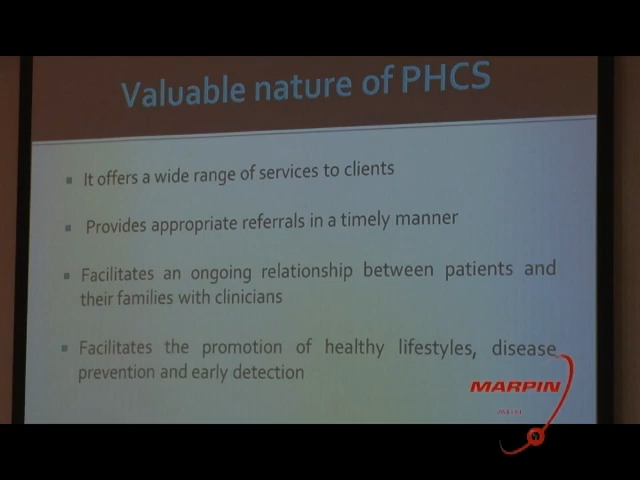 Valuable nature of PHCS
It offers a wide range of services to clients
Provides appropriate referrals in a timely manner
Facilitates an ongoing relationship between patients and
their families with clinicians
Facilitates the promotion of healthy lifestyles, disease
prevention and early detection
MARPIN